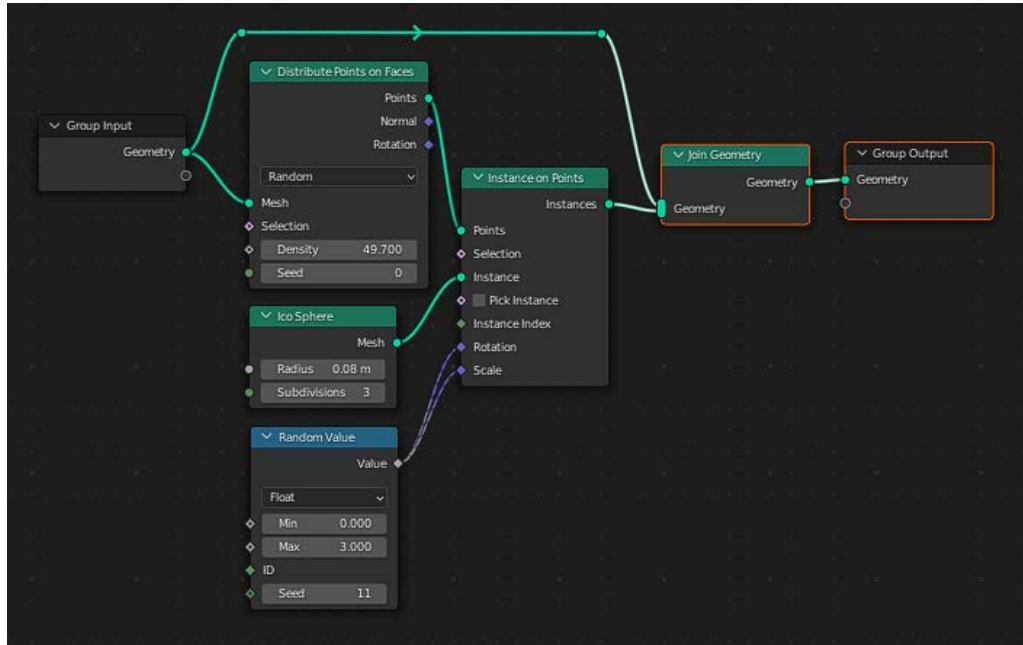 Group Input
Geometry
Distribute Points on Faces
Points
Normal
Rotation
Random
Mesh
Selection
Density 49.700
Seed 0
Ico Sphere
Mesh
Radius 0.08 m
Subdivisions 3
Random Value
Value
Float
Min 0.000
Max 3.000
ID
Seed 11
Instance on Points
Instances
Points
Selection
Instance
Pick Instance
Instance Index
Rotation
Scale
Join Geometry
Geometry
Geometry
Group Output
Geometry